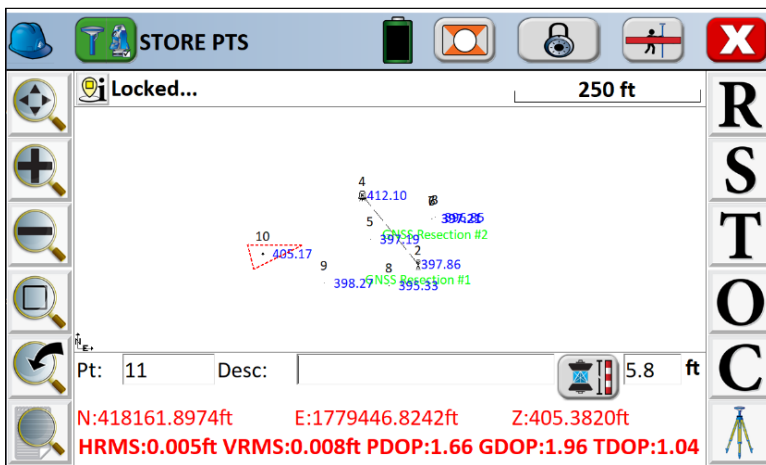 STORE PTS
Locked...
250 ft
R
S
T
O
C
4
412.10
5
397.19
GNSS Resection #2
2
397.86
10
405.17
9
398.27
8
395.33
GNSS Resection #1
N
E
Pt: 11 Desc: 5.8 ft
N:418161.8974ft E:1779446.8242ft Z:405.3820ft
HRMS:0.005ft VRMS:0.008ft PDOP:1.66 GDOP:1.96 TDOP:1.04